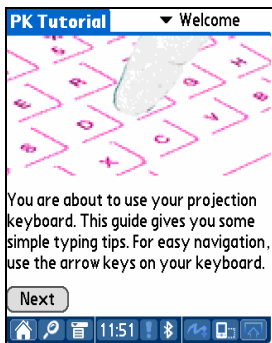 PK Tutorial
Welcome
You are about to use your projection
keyboard. This guide gives you some
simple typing tips. For easy navigation,
use the arrow keys on your keyboard.
Next
11:51